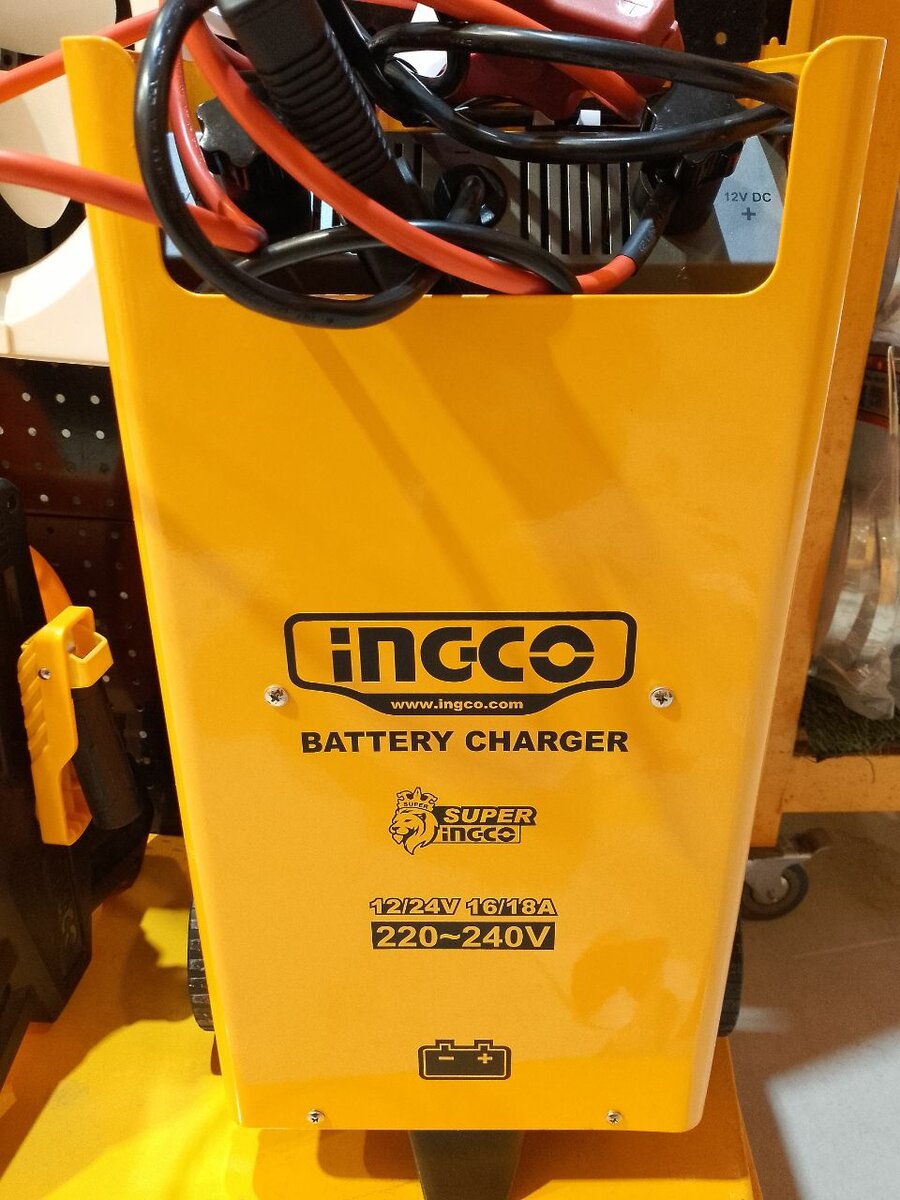 12V DC
+
iNGCO
www.ingco.com
BATTERY CHARGER
SUPER
SUPER
iNGCO
12/24V 16/18A
220~240V
- +